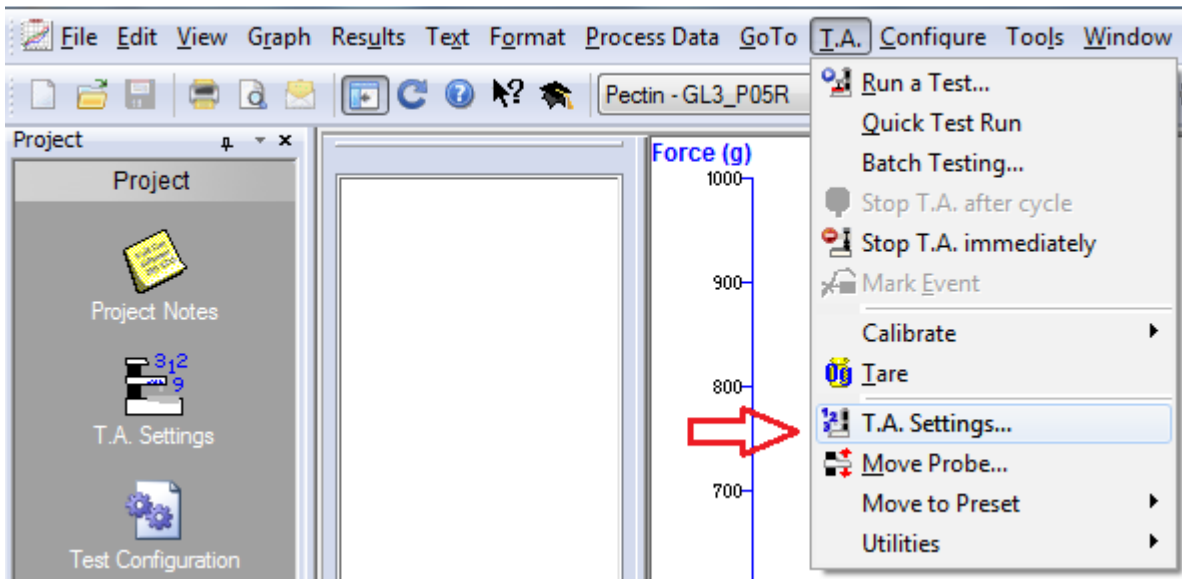 File Edit View Graph Results Text Format Process Data GoTo T.A. Configure Tools Window
Pectin - GL3_P05R
Project
Project
Project Notes
T.A. Settings
Test Configuration
Force (g)
1000
900
800
700
Run a Test...
Quick Test Run
Batch Testing...
Stop T.A. after cycle
Stop T.A. immediately
Mark Event
Calibrate
Tare
T.A. Settings...
Move Probe...
Move to Preset
Utilities